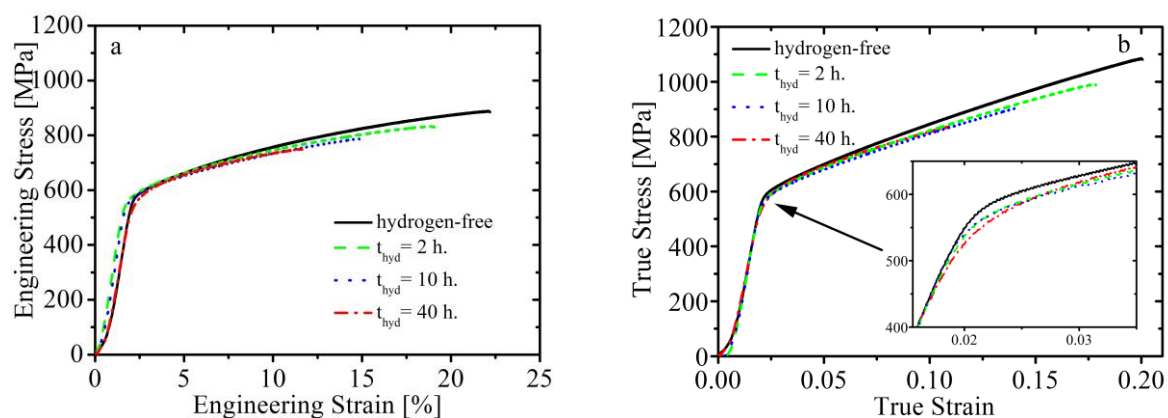 a
Engineering Stress [MPa]
1200
1000
800
600
400
200
0
hydrogen-free
t_hyd= 2 h.
t_hyd= 10 h.
t_hyd= 40 h.
0 5 10 15 20 25
Engineering Strain [%]
b
True Stress [MPa]
1200
1000
800
600
400
200
0
hydrogen-free
t_hyd= 2 h.
t_hyd= 10 h.
t_hyd= 40 h.
600
550
400
0.02 0.03
0.00 0.05 0.10 0.15 0.20
True Strain